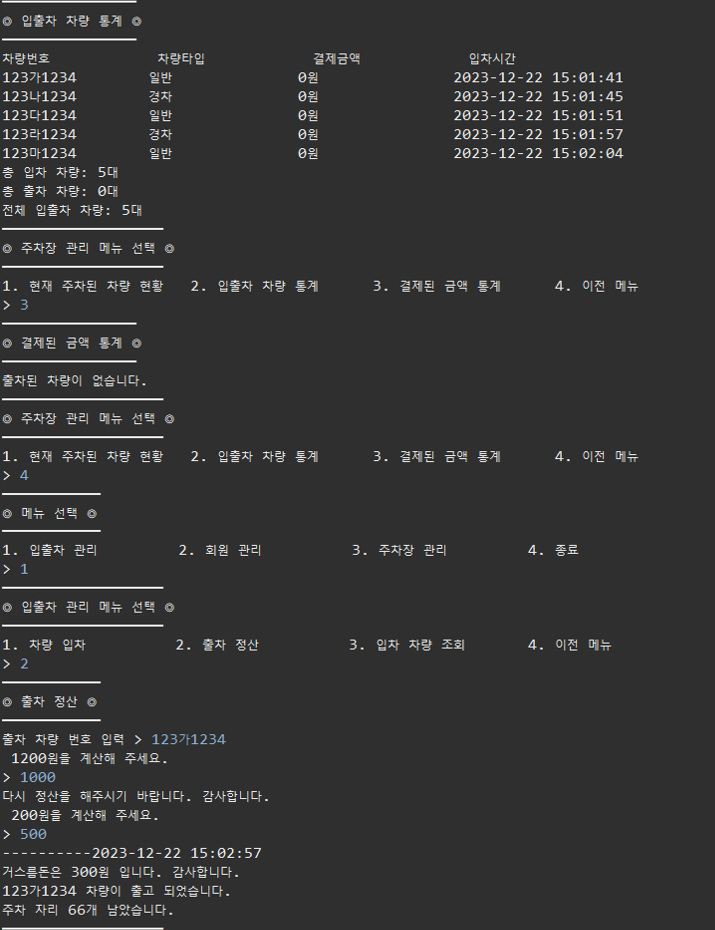 ◎ 입출차 차량 통계 ◎
차량번호 차량타입 결제금액 입차시간
123가1234 일반 0원 2023-12-22 15:01:41
123나1234 경차 0원 2023-12-22 15:01:45
123다1234 일반 0원 2023-12-22 15:01:51
123라1234 경차 0원 2023-12-22 15:01:57
123마1234 일반 0원 2023-12-22 15:02:04
총 입차 차량: 5대
총 출차 차량: 0대
전체 입출차 차량: 5대
◎ 주차장 관리 메뉴 선택 ◎
1. 현재 주차된 차량 현황 2. 입출차 차량 통계 3. 결제된 금액 통계 4. 이전 메뉴
> 3
◎ 결제된 금액 통계 ◎
출차된 차량이 없습니다.
◎ 주차장 관리 메뉴 선택 ◎
1. 현재 주차된 차량 현황 2. 입출차 차량 통계 3. 결제된 금액 통계 4. 이전 메뉴
> 4
◎ 메뉴 선택 ◎
1. 입출차 관리 2. 회원 관리 3. 주차장 관리 4. 종료
> 1
◎ 입출차 관리 메뉴 선택 ◎
1. 차량 입차 2. 출차 정산 3. 입차 차량 조회 4. 이전 메뉴
> 2
◎ 출차 정산 ◎
출차 차량 번호 입력 > 123가1234
1200원을 계산해 주세요.
> 1000
다시 정산을 해주시기 바랍니다. 감사합니다.
200원을 계산해 주세요.
> 500
----------2023-12-22 15:02:57
거스름돈은 300원 입니다. 감사합니다.
123가1234 차량이 출고 되었습니다.
주차 자리 66개 남았습니다.